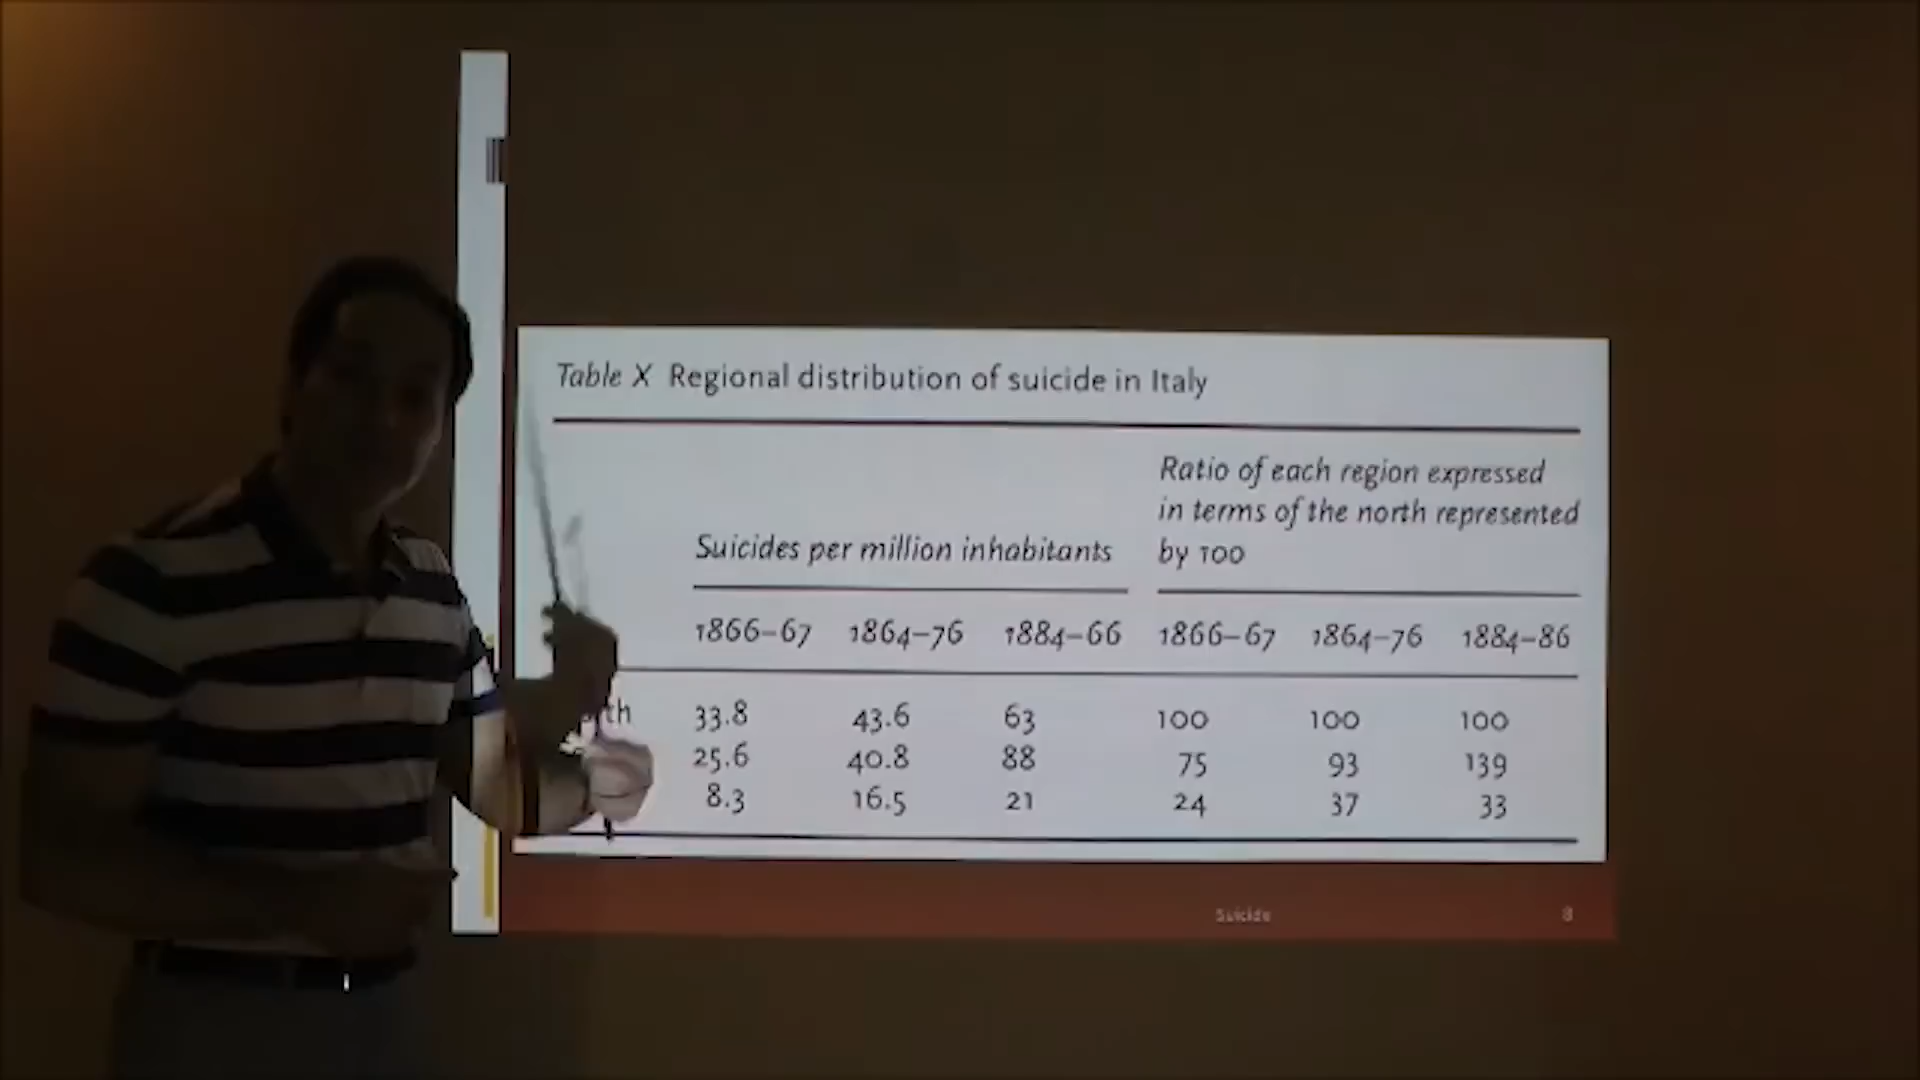 Table X Regional distribution of suicide in Italy
Ratio of each region expressed
in terms of the north represented
Suicides per million inhabitants by 100
1866–67 1864–76 1884–66 1866–67 1864–76 1884–86
33.8 43.6 63 100 100 100
25.6 40.8 88 75 93 139
8.3 16.5 21 24 37 33
Suicide 8